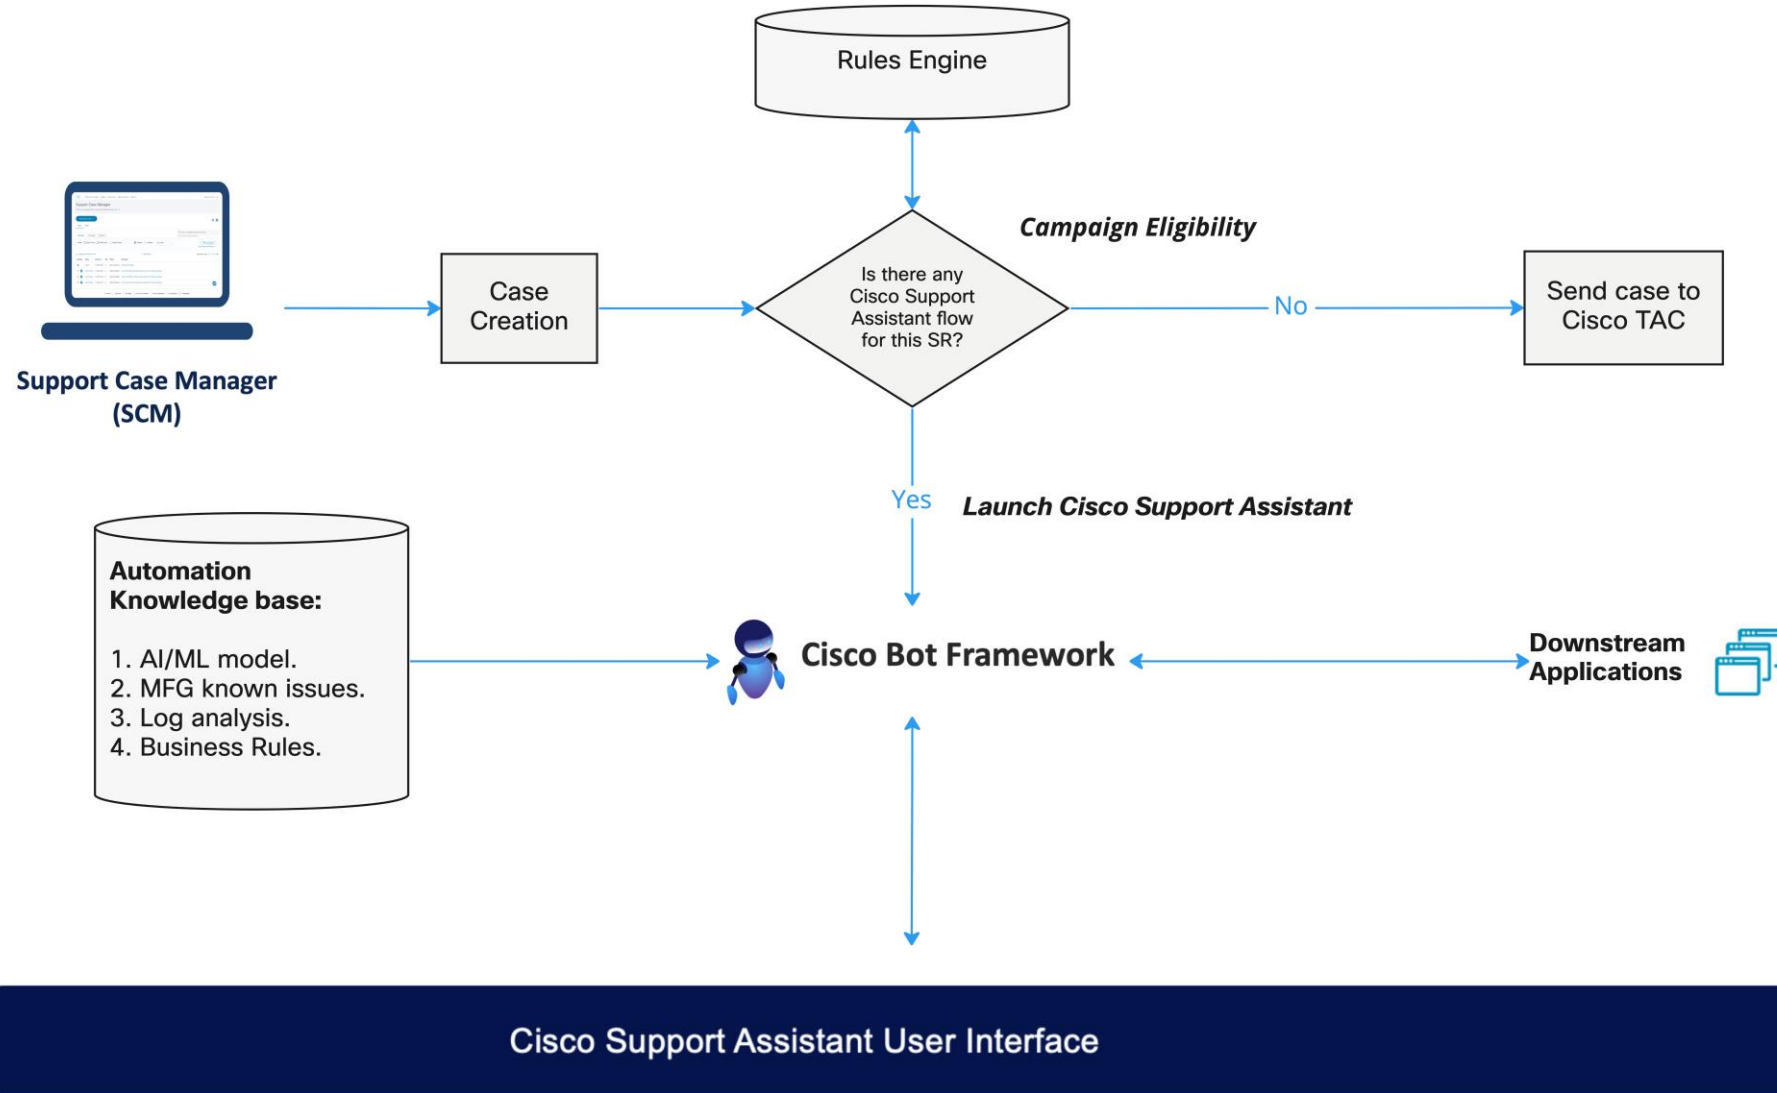 Rules Engine
Campaign Eligibility
Support Case Manager
(SCM)
Case
Creation
Is there any
Cisco Support
Assistant flow
for this SR?
No
Send case to
Cisco TAC
Yes
Launch Cisco Support Assistant
Automation
Knowledge base:
1. AI/ML model.
2. MFG known issues.
3. Log analysis.
4. Business Rules.
Cisco Bot Framework
Downstream
Applications
Cisco Support Assistant User Interface